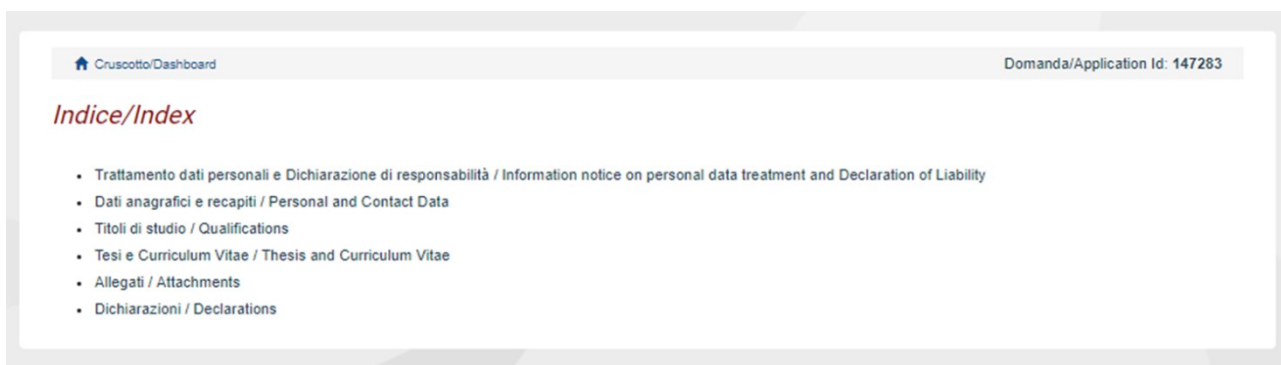 Cruscotto/Dashboard
Domanda/Application Id: 147283
Indice/Index
Trattamento dati personali e Dichiarazione di responsabilità / Information notice on personal data treatment and Declaration of Liability
Dati anagrafici e recapiti / Personal and Contact Data
Titoli di studio / Qualifications
Tesi e Curriculum Vitae / Thesis and Curriculum Vitae
Allegati / Attachments
Dichiarazioni / Declarations